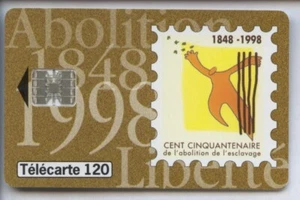 Abolition
1848
1998
Liberté
Télécarte 120
1848 - 1998
CENT CINQUANTENAIRE
de l'abolition de l'esclavage